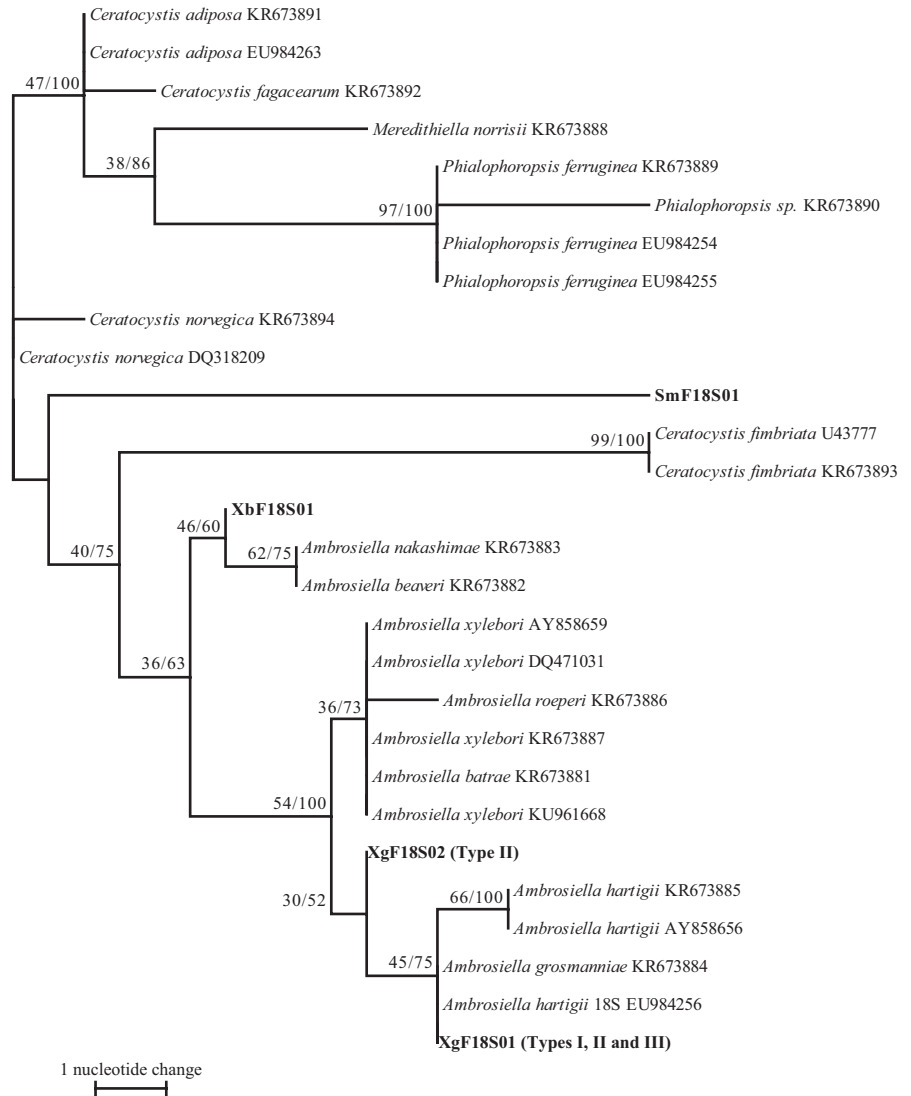 Ceratocystis adiposa KR673891
Ceratocystis adiposa EU984263
47/100
Ceratocystis fagacearum KR673892
Meredithiella norrisii KR673888
38/86
Phialophoropsis ferruginea KR673889
97/100
Phialophoropsis sp. KR673890
Phialophoropsis ferruginea EU984254
Phialophoropsis ferruginea EU984255
Ceratocystis norvegica KR673894
Ceratocystis norvegica DQ318209
SmF18S01
Ceratocystis fimbriata U43777
99/100
Ceratocystis fimbriata KR673893
XbF18S01
46/60
Ambrosiella nakashimae KR673883
40/75
62/75
Ambrosiella beaveri KR673882
Ambrosiella xylebori AY858659
36/63
Ambrosiella xylebori DQ471031
Ambrosiella roeperi KR673886
36/73
Ambrosiella xylebori KR673887
Ambrosiella batrae KR673881
54/100
Ambrosiella xylebori KU961668
XgF18S02 (Type II)
30/52
Ambrosiella hartigii KR673885
66/100
Ambrosiella hartigii AY858656
45/75
Ambrosiella grosmanniae KR673884
Ambrosiella hartigii 18S EU984256
XgF18S01 (Types I, II and III)
1 nucleotide change